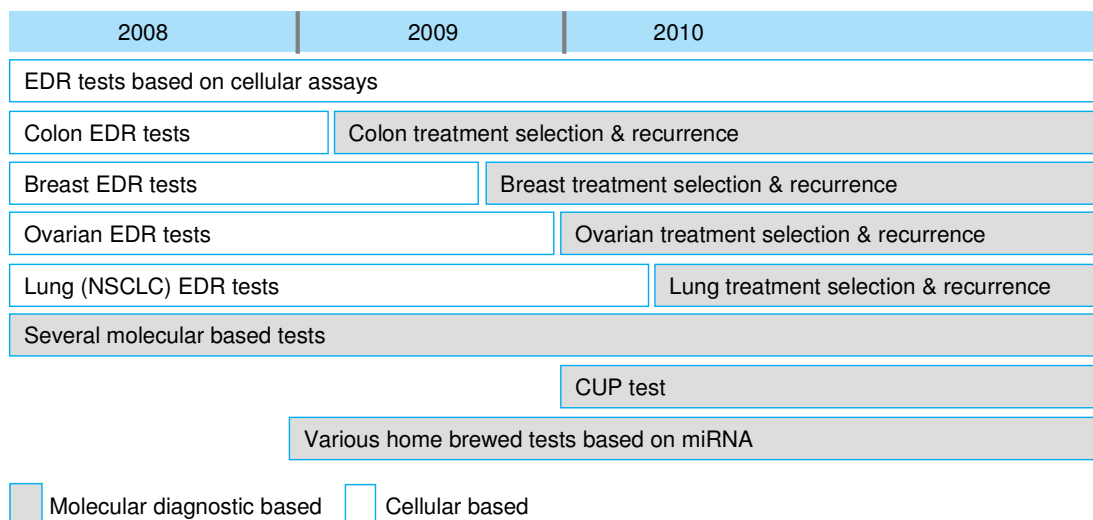 2008 2009 2010
EDR tests based on cellular assays
Colon EDR tests Colon treatment selection & recurrence
Breast EDR tests Breast treatment selection & recurrence
Ovarian EDR tests Ovarian treatment selection & recurrence
Lung (NSCLC) EDR tests Lung treatment selection & recurrence
Several molecular based tests
CUP test
Various home brewed tests based on miRNA
Molecular diagnostic based Cellular based